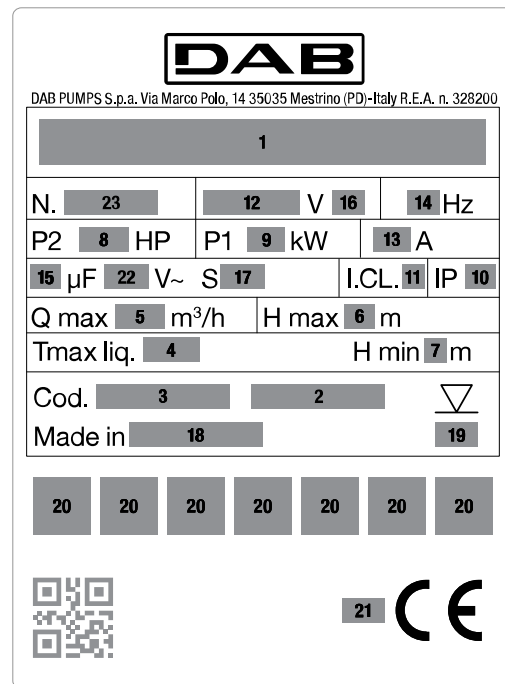 DAB
DAB PUMPS S.p.a. Via Marco Polo, 14 35035 Mestrino (PD)-Italy R.E.A. n. 328200
1
N. 23 12 V 16 14 Hz
P2 8 HP P1 9 kW 13 A
15 µF 22 V~ S 17 I.CL. 11 IP 10
Q max 5 m³/h H max 6 m
Tmax liq. 4 H min 7 m
Cod. 3 2
Made in 18 19
20 20 20 20 20 20 20
21 CE